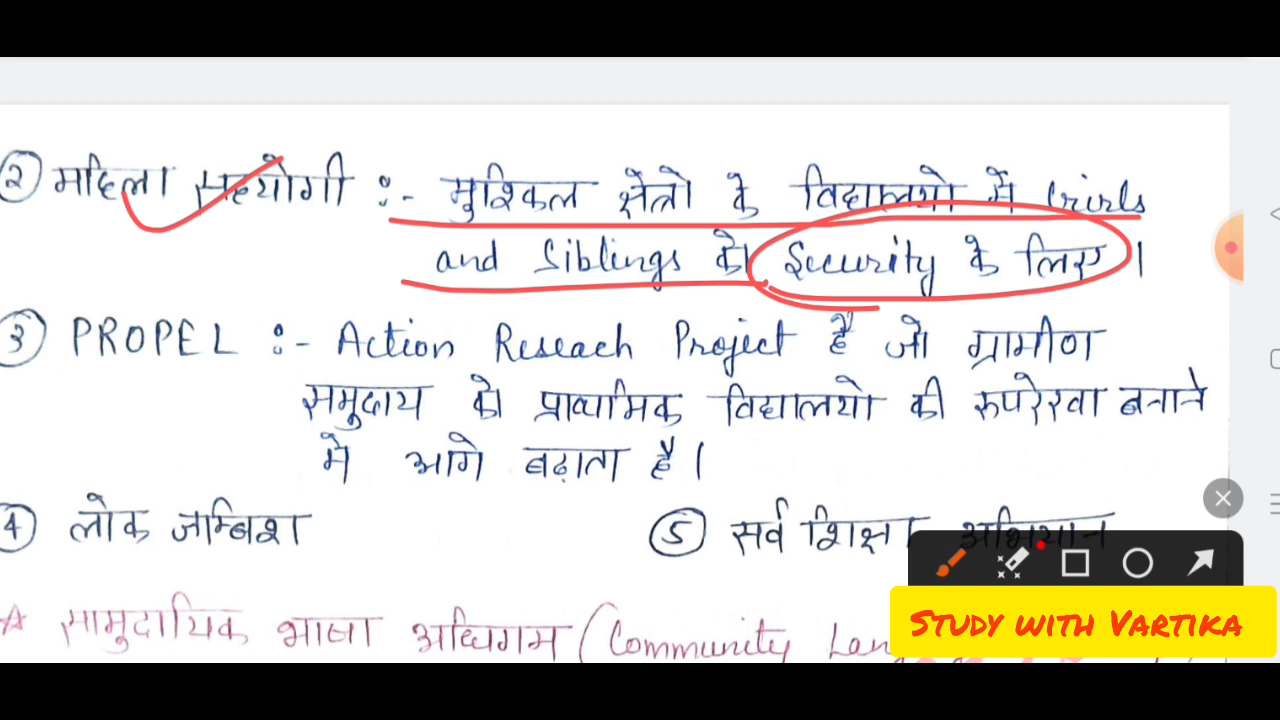 ② महिला सहयोगी :- मुश्किल क्षेत्रो के विद्यालयो में Girls
and Siblings की Security के लिए।
③ PROPEL :- Action Reseach Project है जो ग्रामीण
समुदाय को प्राथमिक विद्यालयो की रूपरेखा बनाने
मे आगे बढ़ाता है।
④ लोक जम्बिश ⑤ सर्व शिक्षा अभियान
☆ सामुदायिक भाषा अधिगम (Community
STUDY WITH VARTIKA